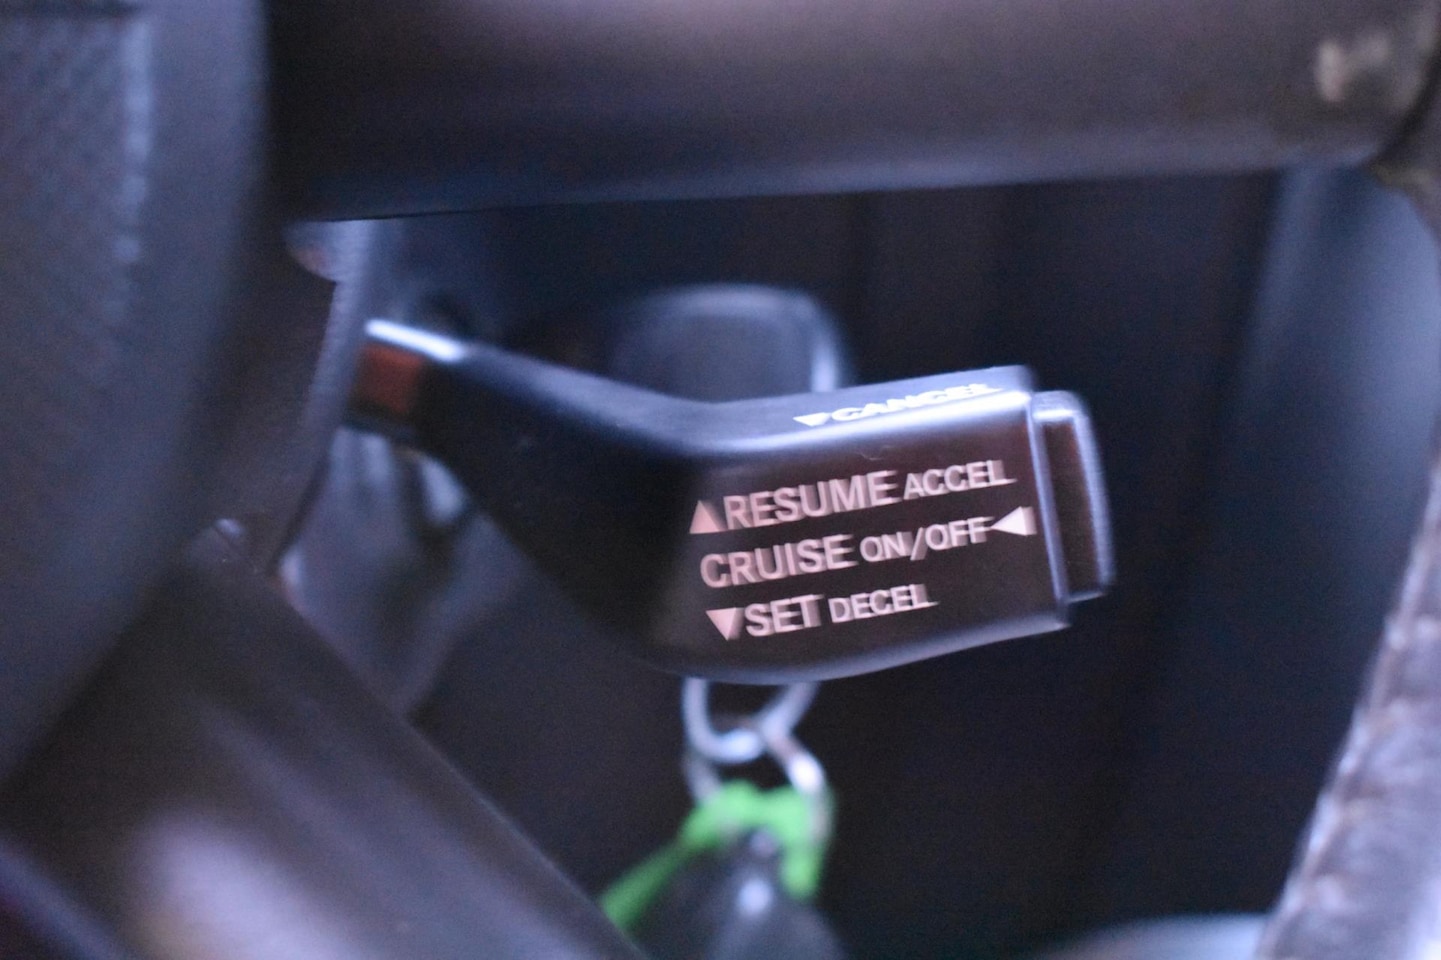 ▼CANCEL
▲RESUME ACCEL
CRUISE ON/OFF◀
▼SET DECEL